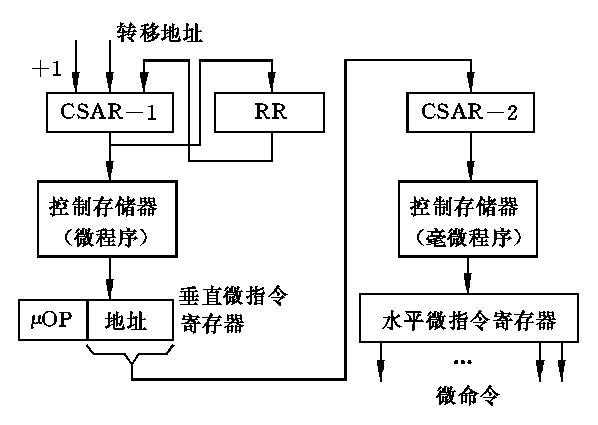 转移地址
+1
CSAR-1
RR
CSAR-2
控制存储器
（微程序）
控制存储器
（毫微程序）
μOP
地址
垂直微指令
寄存器
水平微指令寄存器
…
微命令